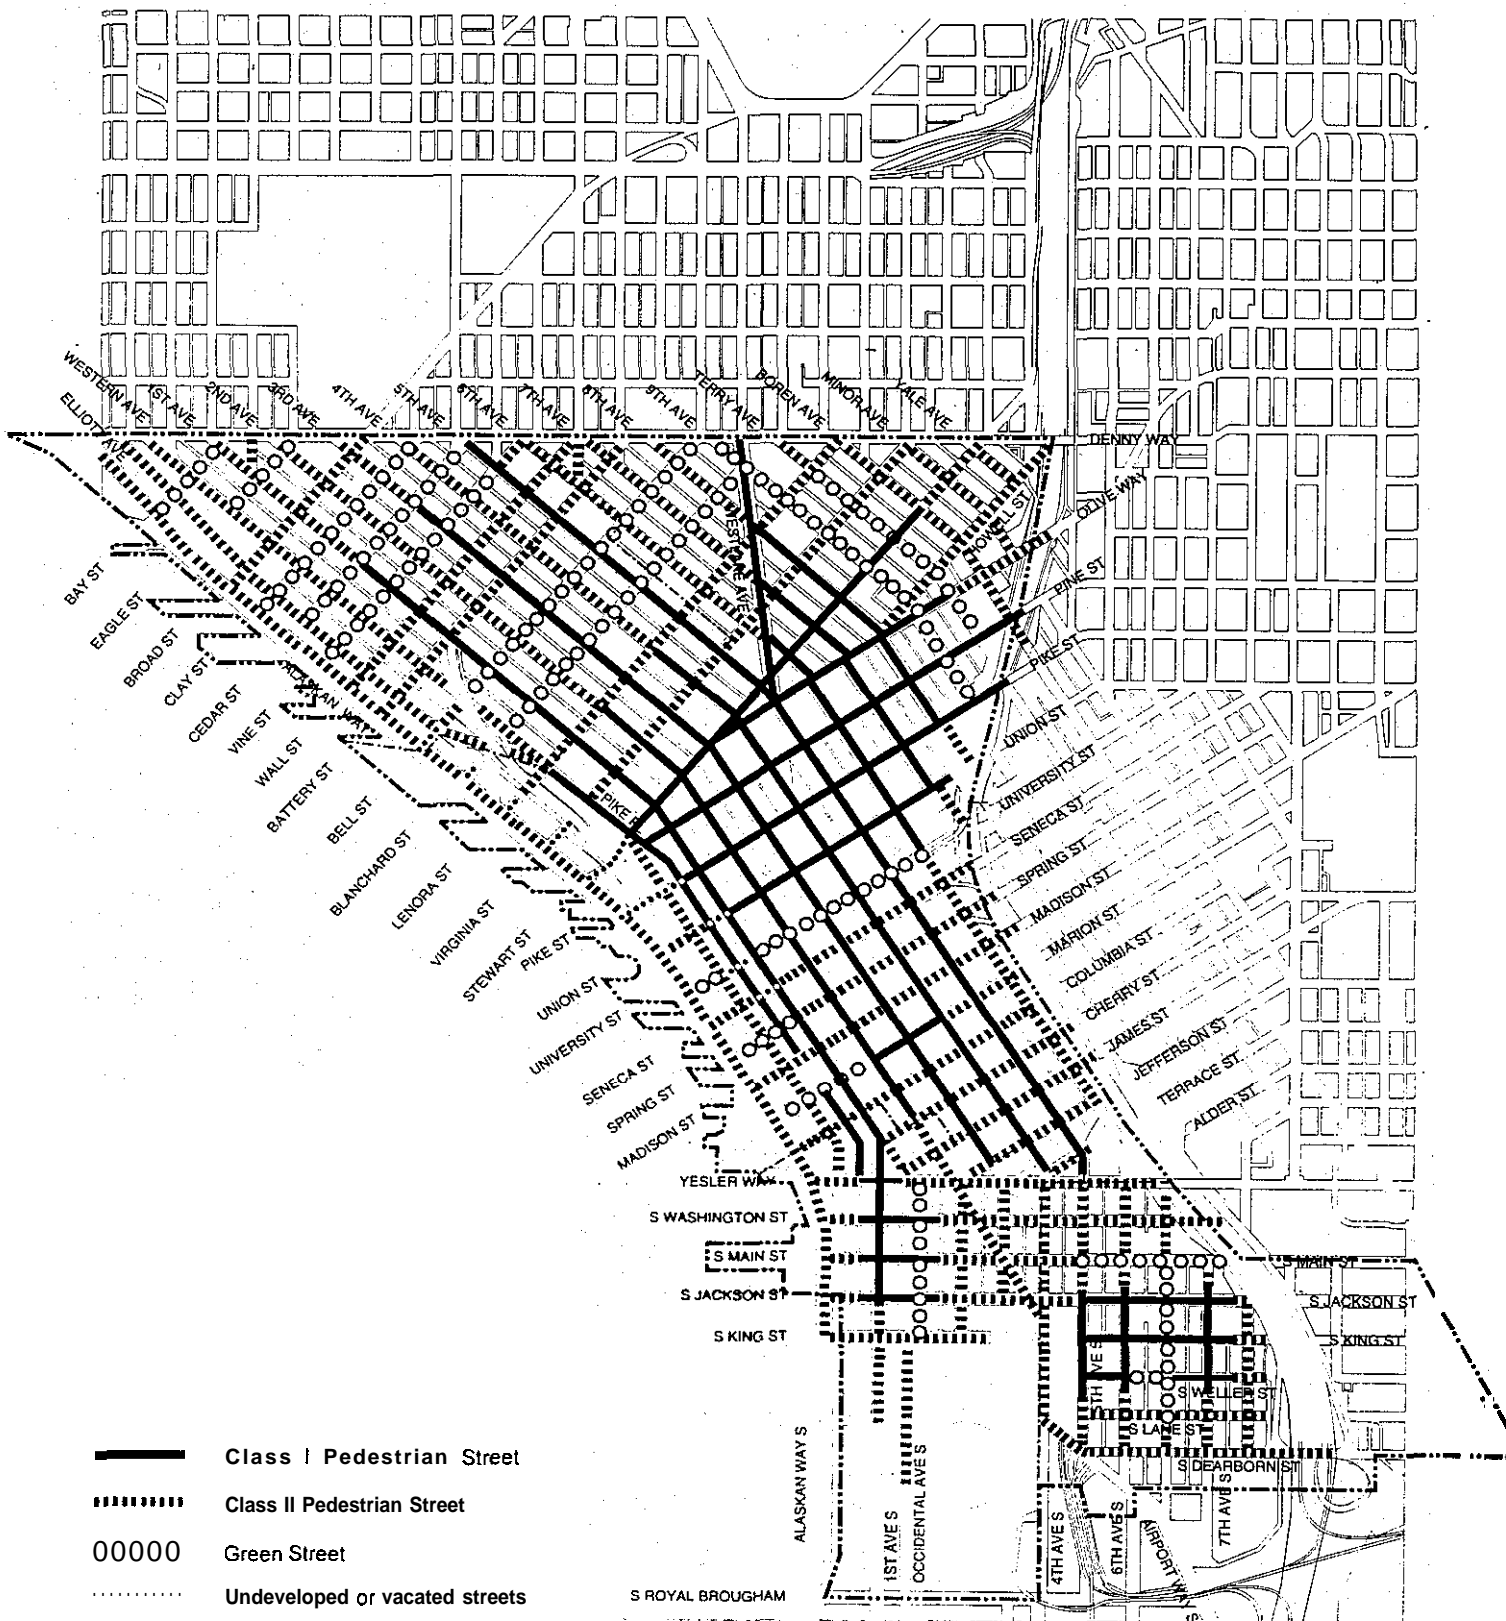 WESTERN AVE
ELLIOTT AVE
1ST AVE
2ND AVE
3RD AVE
4TH AVE
5TH AVE
6TH AVE
7TH AVE
8TH AVE
9TH AVE
TERRY AVE
BOREN AVE
MINOR AVE
YALE AVE
DENNY WAY
OLIVE WAY
HOWELL ST
PINE ST
PIKE ST
UNION ST
UNIVERSITY ST
SENECA ST
SPRING ST
MADISON ST
MARION ST
COLUMBIA ST
CHERRY ST
JAMES ST
JEFFERSON ST
TERRACE ST
ALDER ST
BAY ST
EAGLE ST
BROAD ST
CLAY ST
CEDAR ST
VINE ST
WALL ST
BATTERY ST
BELL ST
BLANCHARD ST
LENORA ST
VIRGINIA ST
STEWART ST
PIKE ST
UNION ST
UNIVERSITY ST
SENECA ST
SPRING ST
MADISON ST
ALASKAN WAY
AVE
PIKE
YESLER WAY
S WASHINGTON ST
S MAIN ST
S JACKSON ST
S KING ST
S MAIN ST
S JACKSON ST
S KING ST
S WELLER ST
S LANE ST
S DEARBORN ST
5TH AVE S
ALASKAN WAY S
1ST AVE S
OCCIDENTAL AVE S
4TH AVE S
6TH AVE S
AIRPORT WAY
7TH AVE S
S ROYAL BROUGHAM
Class I Pedestrian Street
Class II Pedestrian Street
Green Street
Undeveloped or vacated streets